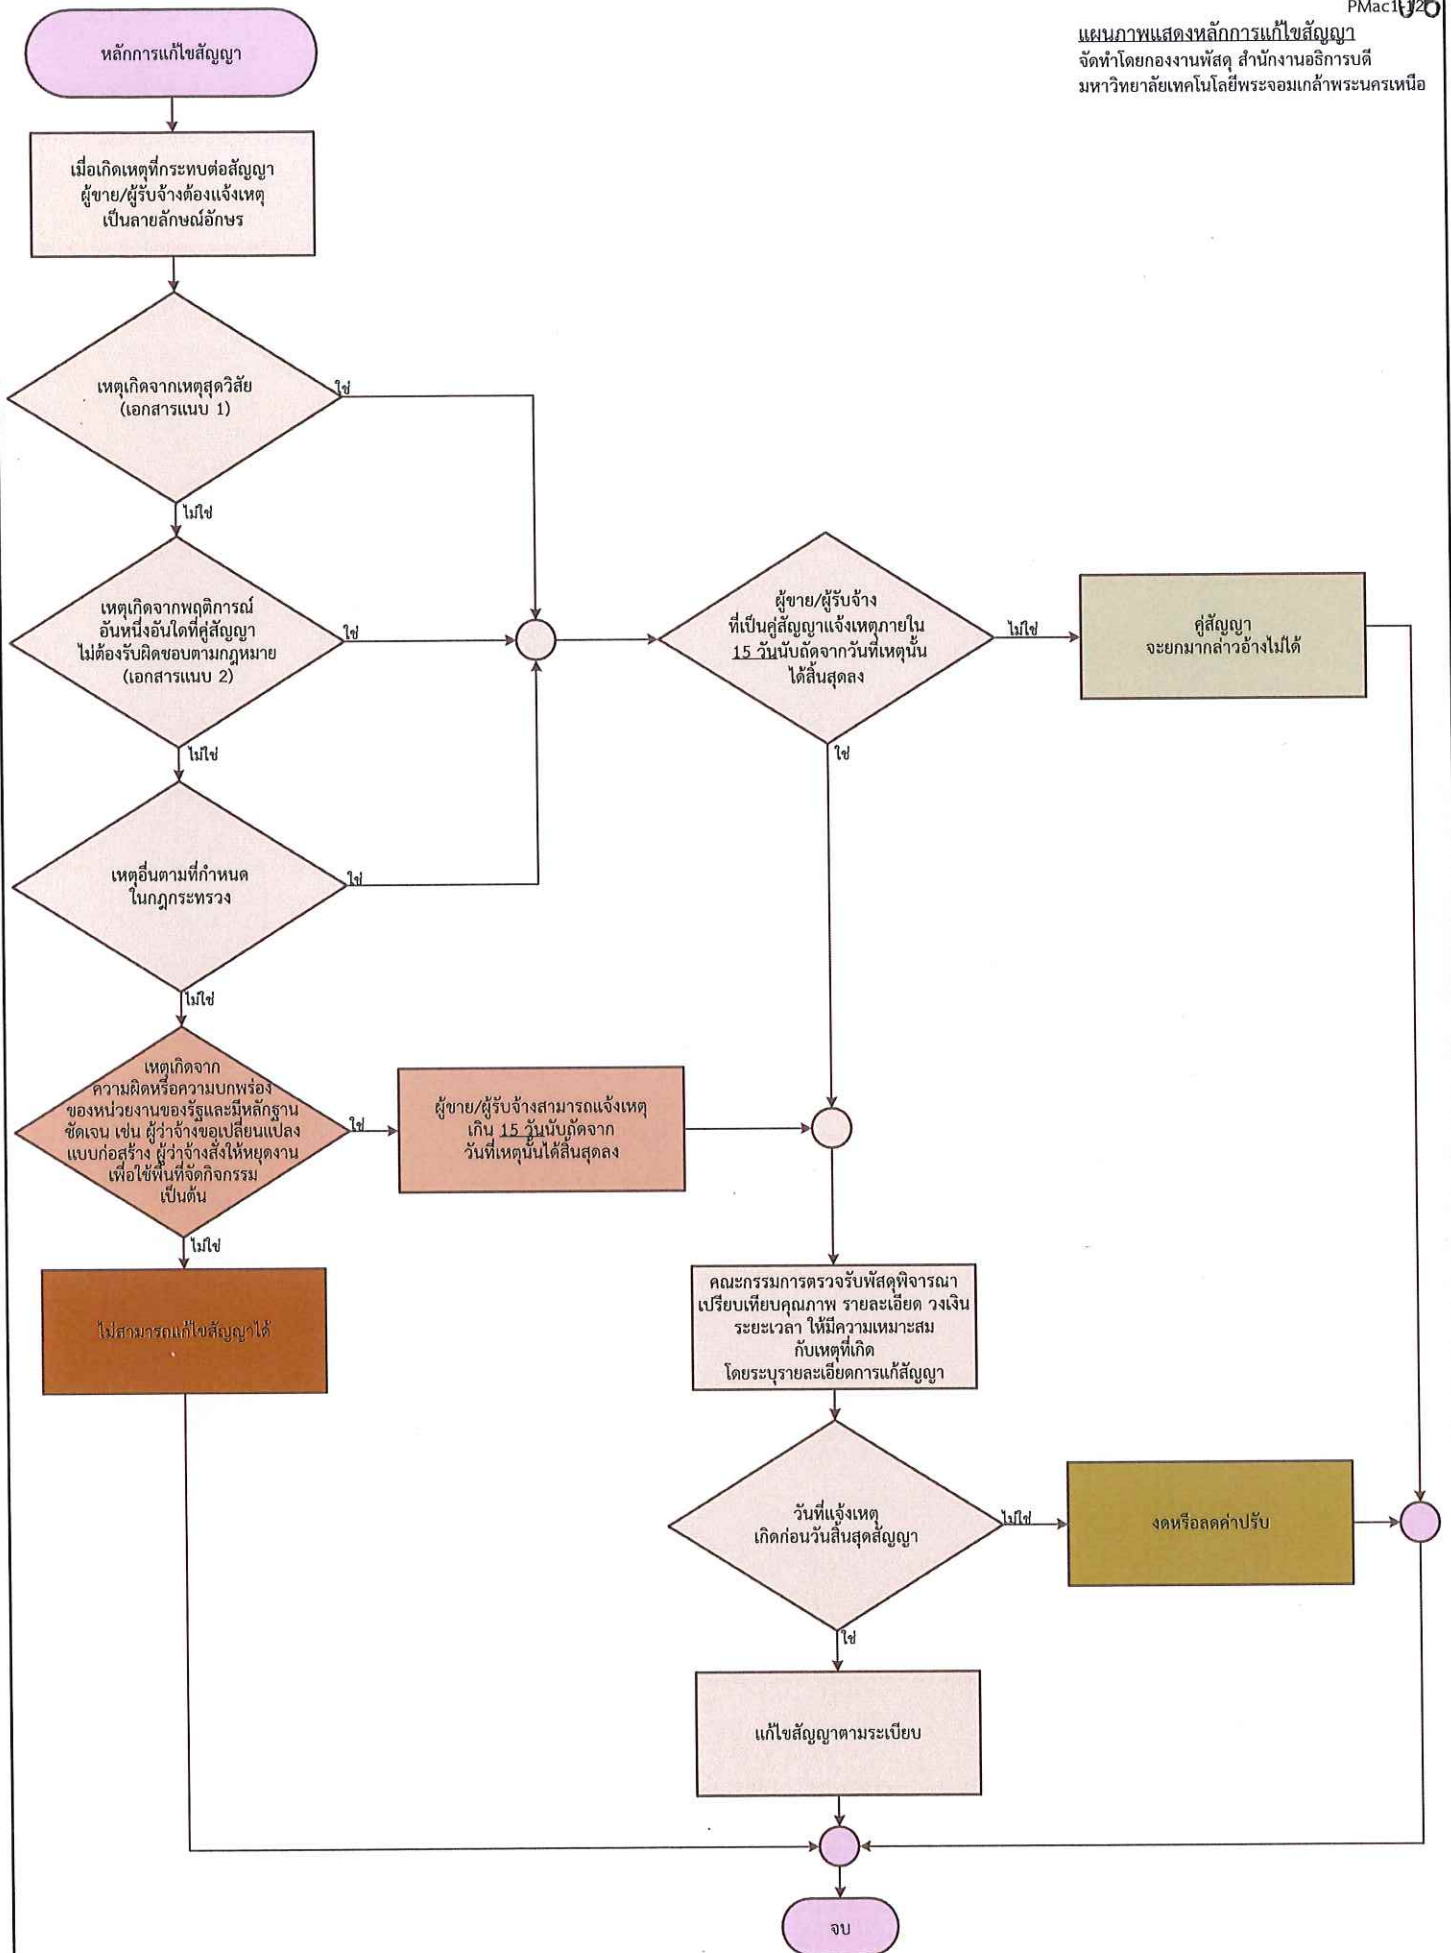 PMac1-12
แผนภาพแสดงหลักการแก้ไขสัญญา
จัดทำโดยกองงานพัสดุ สำนักงานอธิการบดี
มหาวิทยาลัยเทคโนโลยีพระจอมเกล้าพระนครเหนือ
หลักการแก้ไขสัญญา
เมื่อเกิดเหตุที่กระทบต่อสัญญา
ผู้ขาย/ผู้รับจ้างต้องแจ้งเหตุ
เป็นลายลักษณ์อักษร
เหตุเกิดจากเหตุสุดวิสัย
(เอกสารแนบ 1)
ใช่
ไม่ใช่
เหตุเกิดจากพฤติการณ์
อันหนึ่งอันใดที่คู่สัญญา
ไม่ต้องรับผิดชอบตามกฎหมาย
(เอกสารแนบ 2)
ใช่
ไม่ใช่
ผู้ขาย/ผู้รับจ้าง
ที่เป็นคู่สัญญาแจ้งเหตุภายใน
15 วันนับถัดจากวันที่เหตุนั้น
ได้สิ้นสุดลง
ไม่ใช่
ใช่
คู่สัญญา
จะยกมากล่าวอ้างไม่ได้
เหตุอื่นตามที่กำหนด
ในกฎกระทรวง
ใช่
ไม่ใช่
เหตุเกิดจาก
ความผิดหรือความบกพร่อง
ของหน่วยงานของรัฐและมีหลักฐาน
ชัดเจน เช่น ผู้ว่าจ้างขอเปลี่ยนแปลง
แบบก่อสร้าง ผู้ว่าจ้างสั่งให้หยุดงาน
เพื่อใช้พื้นที่จัดกิจกรรม
เป็นต้น
ใช่
ไม่ใช่
ผู้ขาย/ผู้รับจ้างสามารถแจ้งเหตุ
เกิน 15 วันนับถัดจาก
วันที่เหตุนั้นได้สิ้นสุดลง
ไม่สามารถแก้ไขสัญญาได้
คณะกรรมการตรวจรับพัสดุพิจารณา
เปรียบเทียบคุณภาพ รายละเอียด วงเงิน
ระยะเวลา ให้มีความเหมาะสม
กับเหตุที่เกิด
โดยระบุรายละเอียดการแก้สัญญา
วันที่แจ้งเหตุ
เกิดก่อนวันสิ้นสุดสัญญา
ไม่ใช่
ใช่
งดหรือลดค่าปรับ
แก้ไขสัญญาตามระเบียบ
จบ